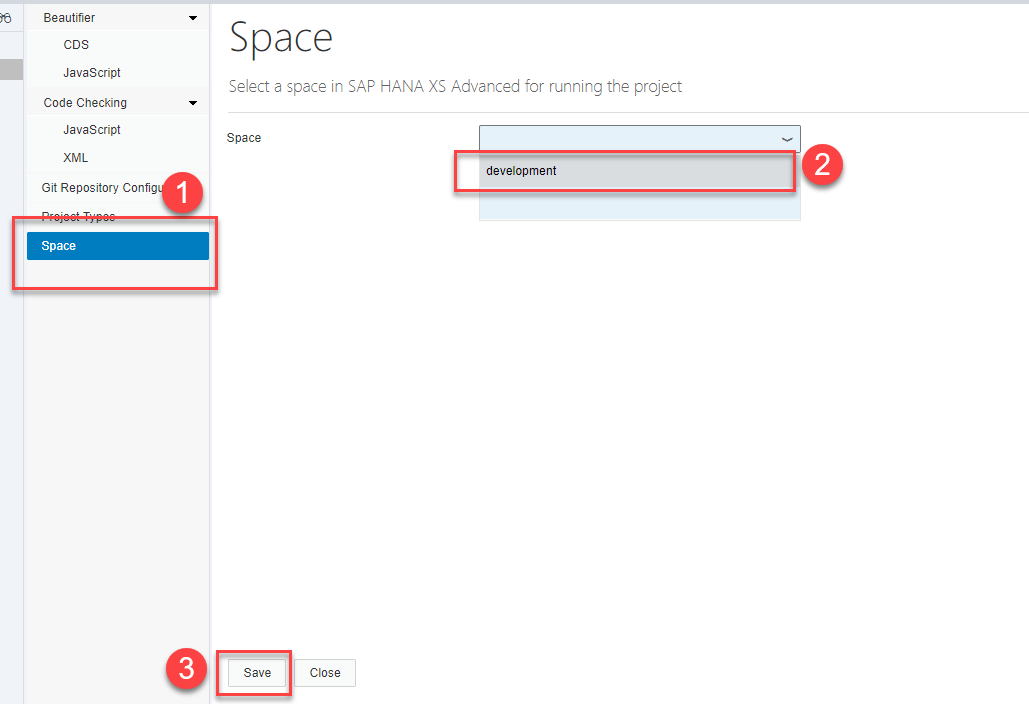 Beautifier
CDS
JavaScript
Code Checking
JavaScript
XML
Git Repository Configu
1
Project Types
Space
Space
Select a space in SAP HANA XS Advanced for running the project
Space
development
2
3
Save
Close